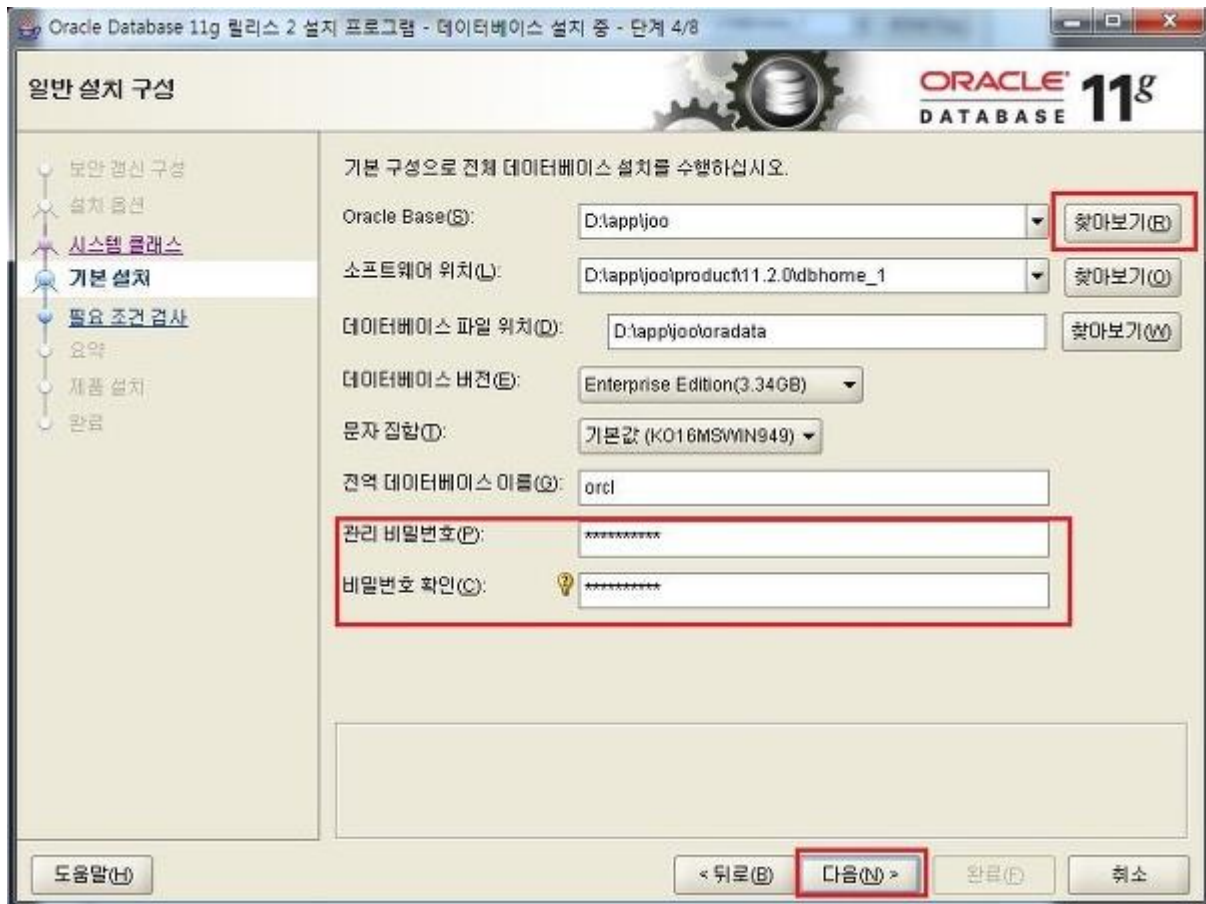 Oracle Database 11g 릴리스 2 설치 프로그램 - 데이터베이스 설치 중 - 단계 4/8
일반 설치 구성
ORACLE 11g
DATABASE
보안 갱신 구성
설치 옵션
시스템 클래스
기본 설치
필요 조건 검사
요약
제품 설치
완료
기본 구성으로 전체 데이터베이스 설치를 수행하십시오.
Oracle Base(S): D:\app\joo 찾아보기(R)
소프트웨어 위치(L): D:\app\joo\product\11.2.0\dbhome_1 찾아보기(O)
데이터베이스 파일 위치(D): D:\app\joo\oradata 찾아보기(W)
데이터베이스 버전(E): Enterprise Edition(3.34GB)
문자 집합(T): 기본값 (KO16MSWIN949)
전역 데이터베이스 이름(G): orcl
관리 비밀번호(P): **********
비밀번호 확인(C): **********
도움말(H) < 뒤로(B) 다음(N) > 완료(F) 취소